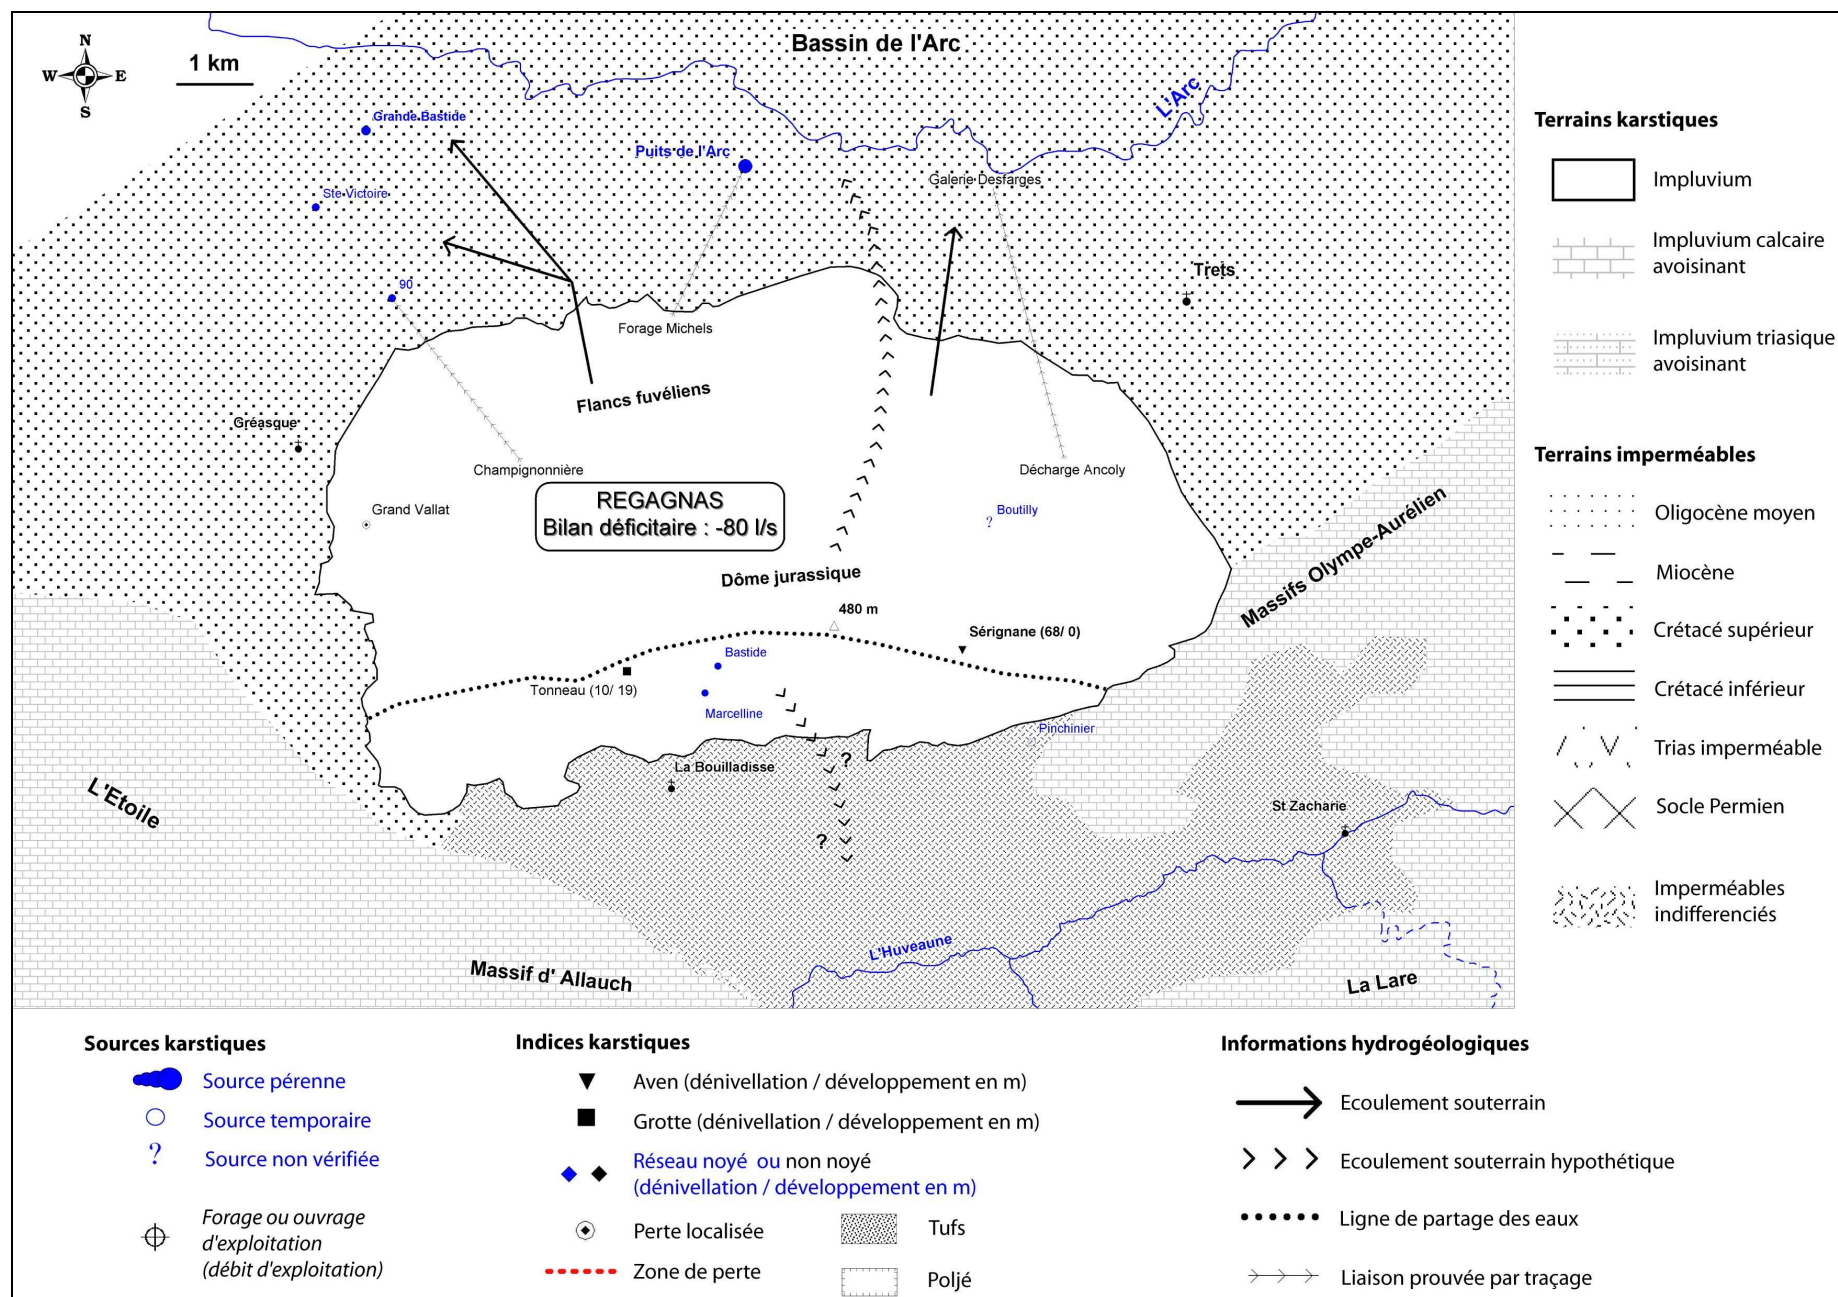 Bassin de l'Arc
N
W E
S
1 km
L'Arc
Grande Bastide
Puits de l'Arc
Galerie Desfarges
Ste Victoire
Trets
90
Forage Michels
Flancs fuvéliens
Gréasque
Champignonnière
Décharge Ancoly
REGAGNAS
Bilan déficitaire : -80 l/s
Grand Vallat
Boutilly
?
Massifs Olympe-Aurélien
Dôme jurassique
480 m
Sérignane (68/ 0)
Bastide
Tonneau (10/ 19)
Marcelline
Pinchinier
?
La Bouilladisse
L'Etoile
St Zacharie
?
L'Huveaune
Massif d' Allauch
La Lare
Terrains karstiques
Impluvium
Impluvium calcaire
avoisinant
Impluvium triasique
avoisinant
Terrains imperméables
Oligocène moyen
Miocène
Crétacé supérieur
Crétacé inférieur
Trias imperméable
Socle Permien
Imperméables
indifferenciés
Sources karstiques
Source pérenne
Source temporaire
? Source non vérifiée
Forage ou ouvrage
d'exploitation
(débit d'exploitation)
Indices karstiques
Aven (dénivellation / développement en m)
Grotte (dénivellation / développement en m)
Réseau noyé ou non noyé
(dénivellation / développement en m)
Perte localisée
Tufs
Zone de perte
Poljé
Informations hydrogéologiques
Ecoulement souterrain
Ecoulement souterrain hypothétique
Ligne de partage des eaux
Liaison prouvée par traçage